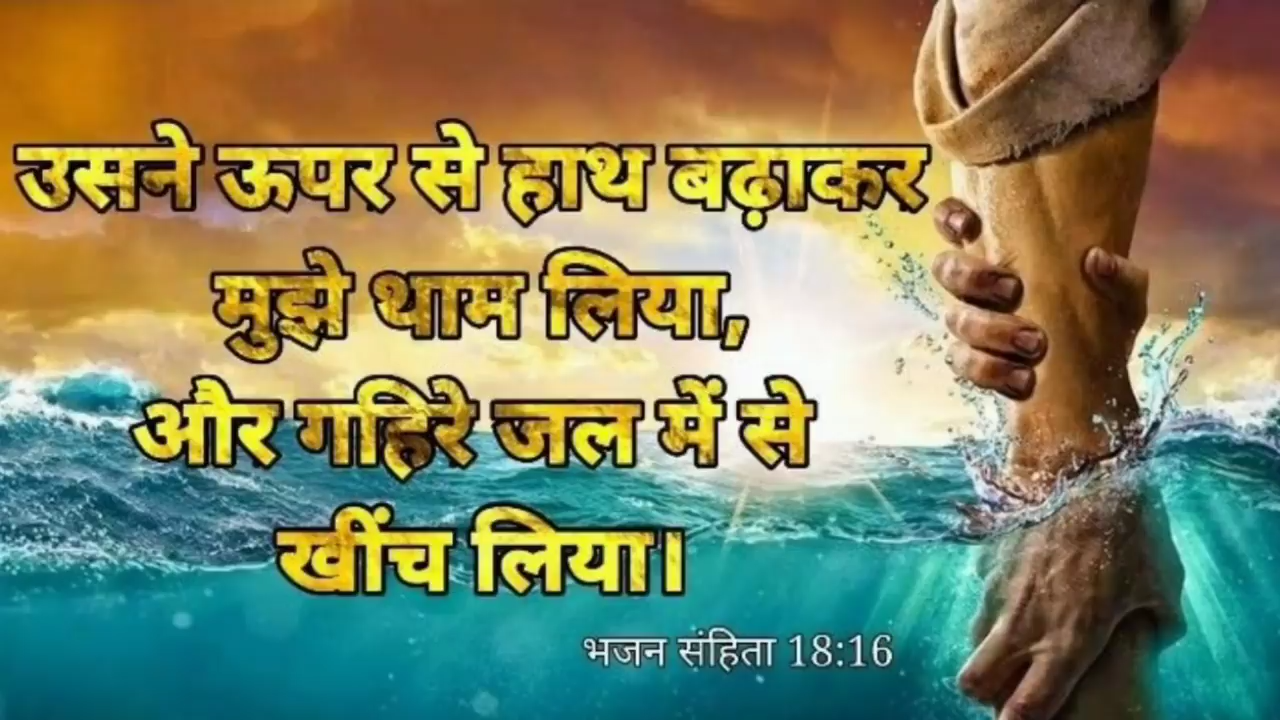 उसने ऊपर से हाथ बढ़ाकर
मुझे थाम लिया,
और गहिरे जल में से
खींच लिया।
भजन संहिता 18:16